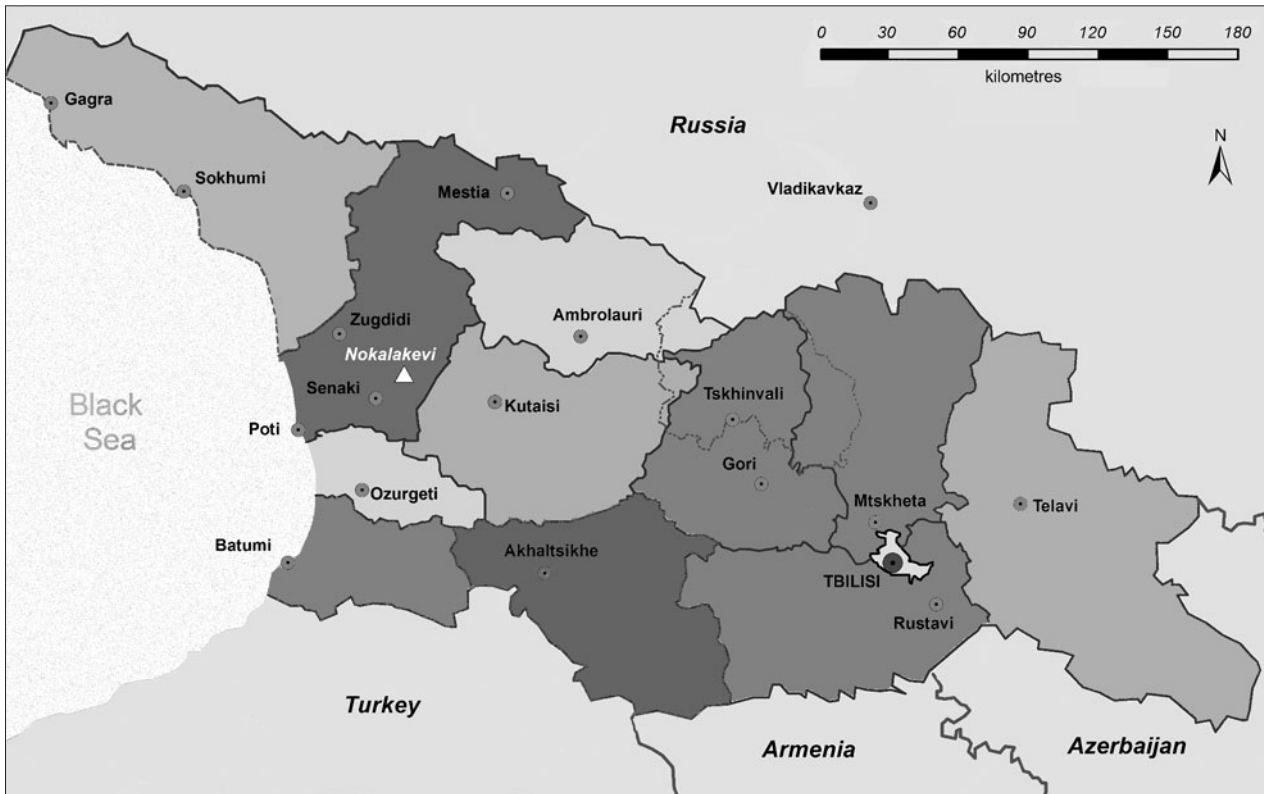 0 30 60 90 120 150 180
kilometres
Gagra
Russia
N
Sokhumi
Mestia
Vladikavkaz
Ambrolauri
Zugdidi
Nokalakevi
Senaki
Kutaisi
Tskhinvali
Black
Sea
Poti
Gori
Ozurgeti
Mtskheta
Telavi
Batumi
Akhaltsikhe
TBILISI
Rustavi
Turkey
Armenia
Azerbaijan